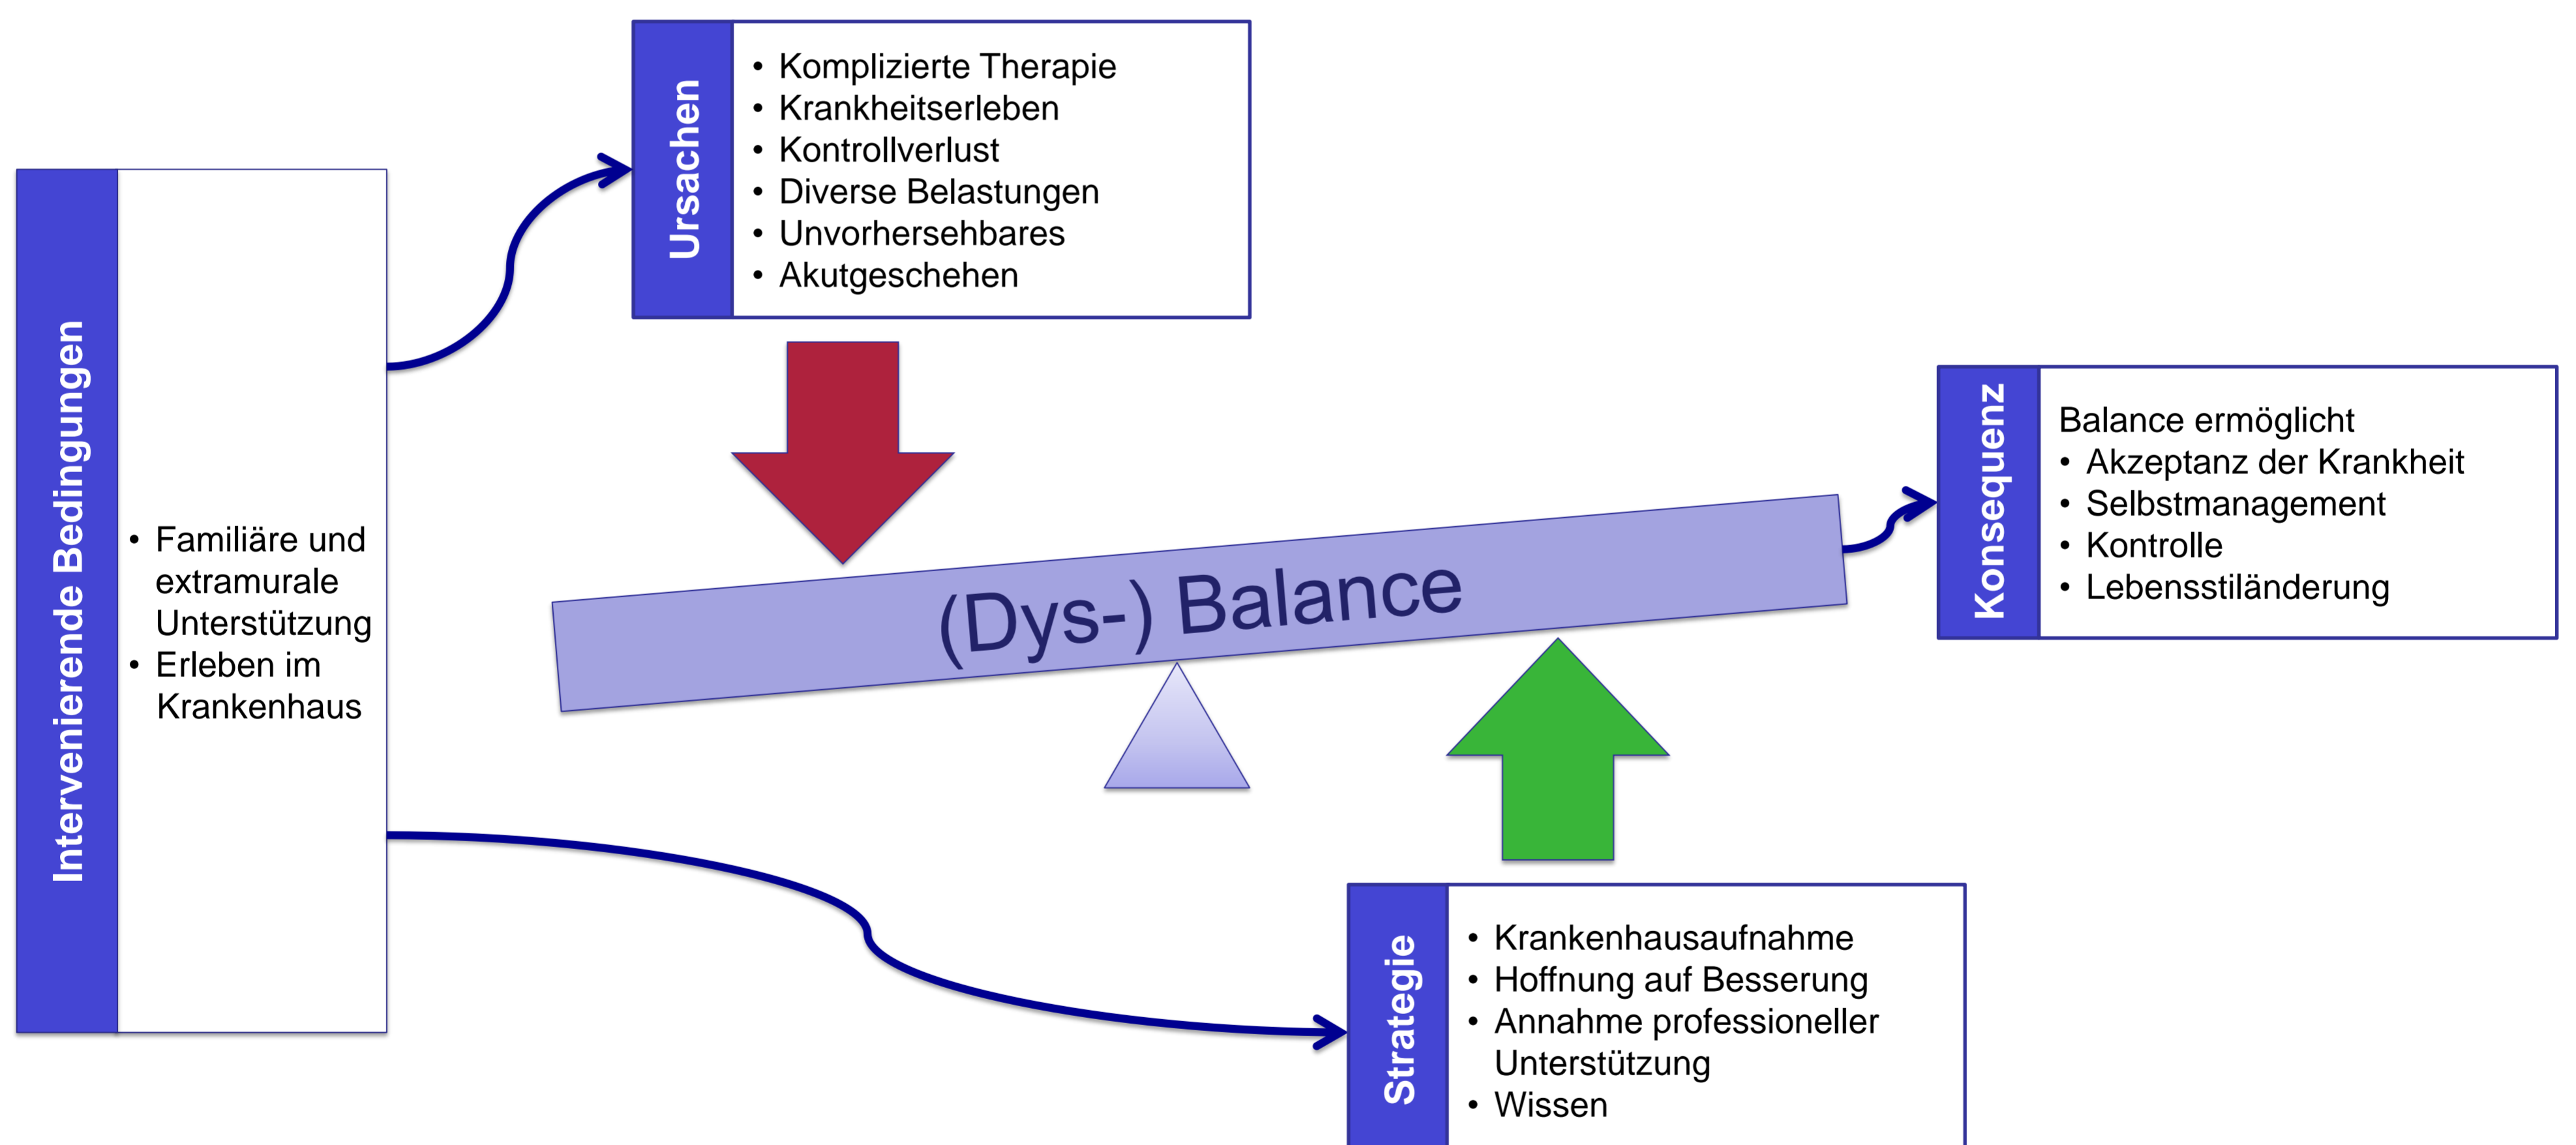 Intervenierende Bedingungen
• Familiäre und
extramurale
Unterstützung
• Erleben im
Krankenhaus
Ursachen
• Komplizierte Therapie
• Krankheitserleben
• Kontrollverlust
• Diverse Belastungen
• Unvorhersehbares
• Akutgeschehen
(Dys-) Balance
Konsequenz
Balance ermöglicht
• Akzeptanz der Krankheit
• Selbstmanagement
• Kontrolle
• Lebensstiländerung
Strategie
• Krankenhausaufnahme
• Hoffnung auf Besserung
• Annahme professioneller
Unterstützung
• Wissen